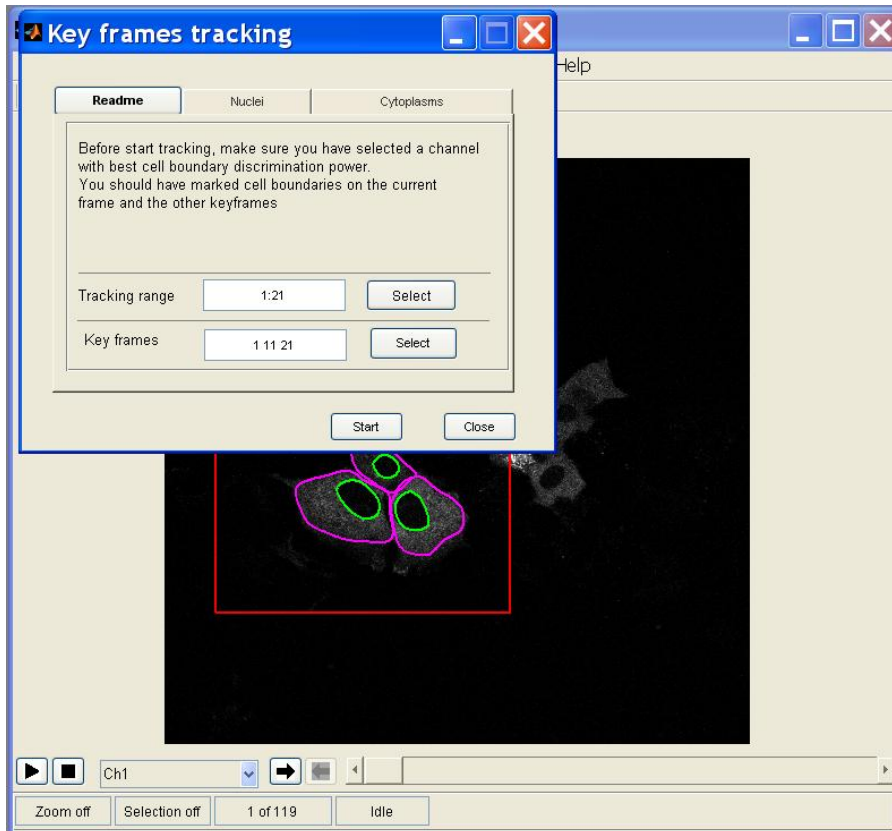 Key frames tracking
Help
Readme
Nuclei
Cytoplasms
Before start tracking, make sure you have selected a channel
with best cell boundary discrimination power.
You should have marked cell boundaries on the current
frame and the other keyframes
Tracking range
1:21
Select
Key frames
1 11 21
Select
Start
Close
Ch1
Zoom off
Selection off
1 of 119
Idle